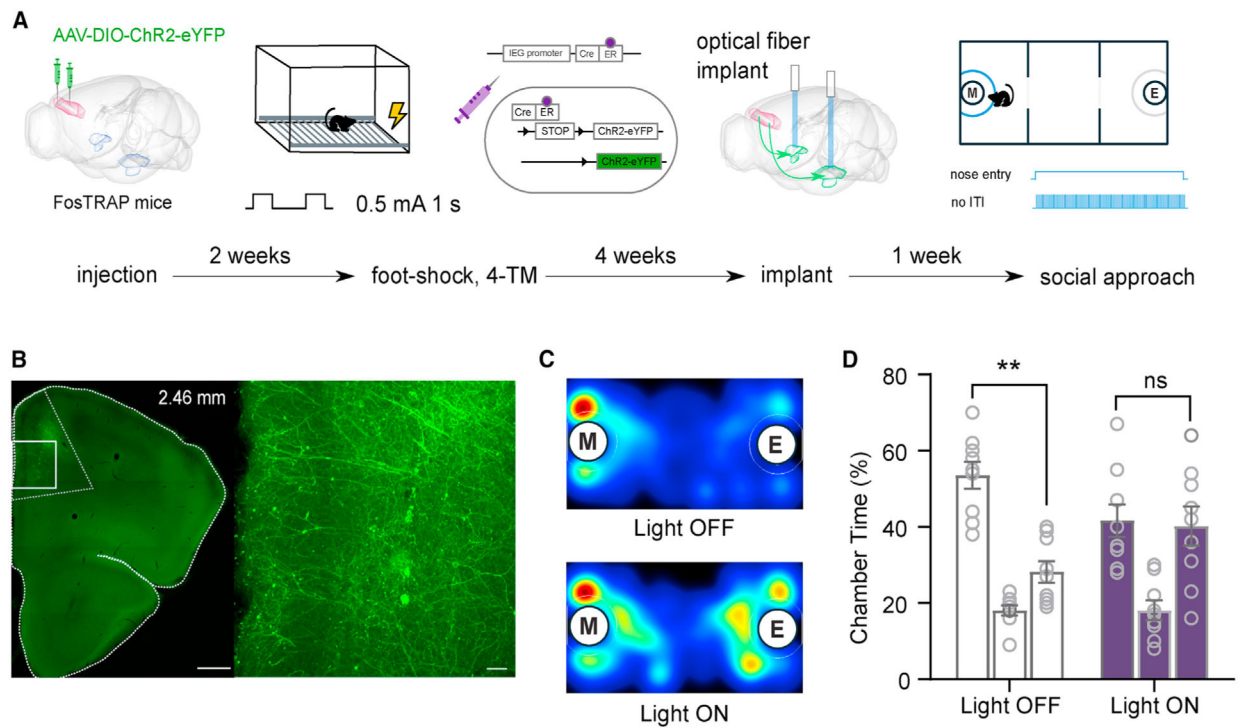 A
AAV-DIO-ChR2-eYFP
FosTRAP mice
0.5 mA 1 s
IEG promoter
Cre
ER
Cre
ER
STOP
ChR2-eYFP
ChR2-eYFP
optical fiber
implant
M
E
nose entry
no ITI
injection
2 weeks
foot-shock, 4-TM
4 weeks
implant
1 week
social approach
B
2.46 mm
C
M
E
Light OFF
M
E
Light ON
D
Chamber Time (%)
80
60
40
20
0
**
ns
Light OFF
Light ON